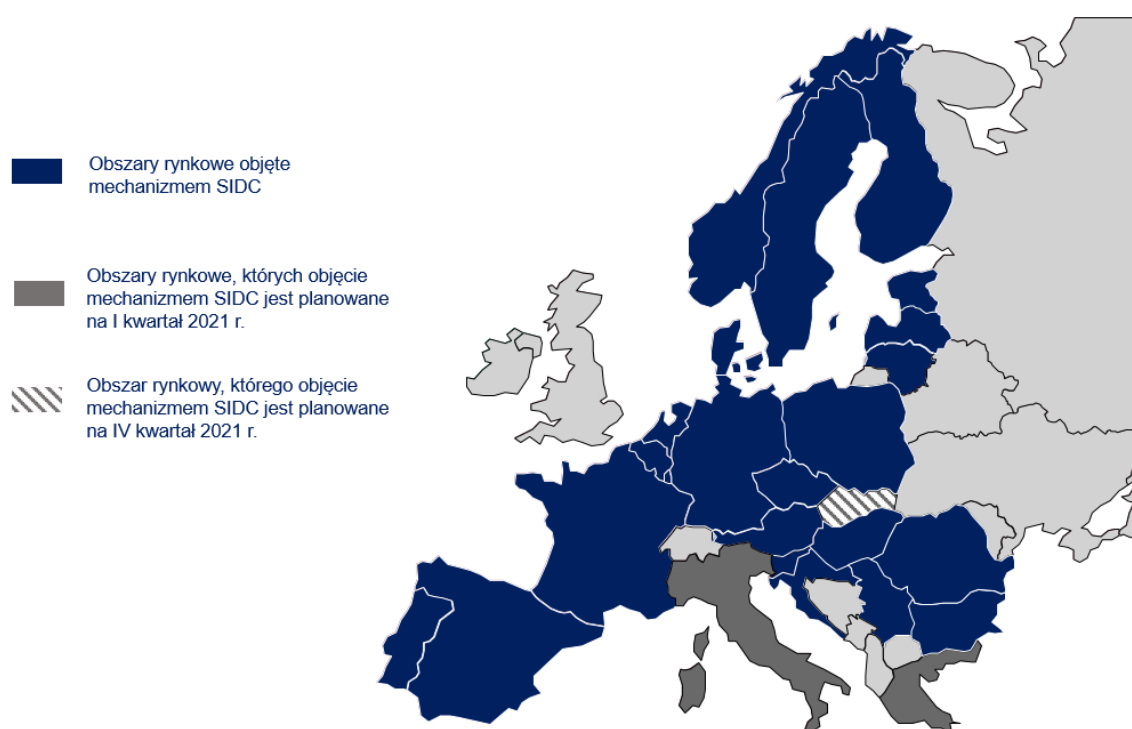 Obszary rynkowe objęte
mechanizmem SIDC
Obszary rynkowe, których objęcie
mechanizmem SIDC jest planowane
na I kwartał 2021 r.
Obszar rynkowy, którego objęcie
mechanizmem SIDC jest planowane
na IV kwartał 2021 r.